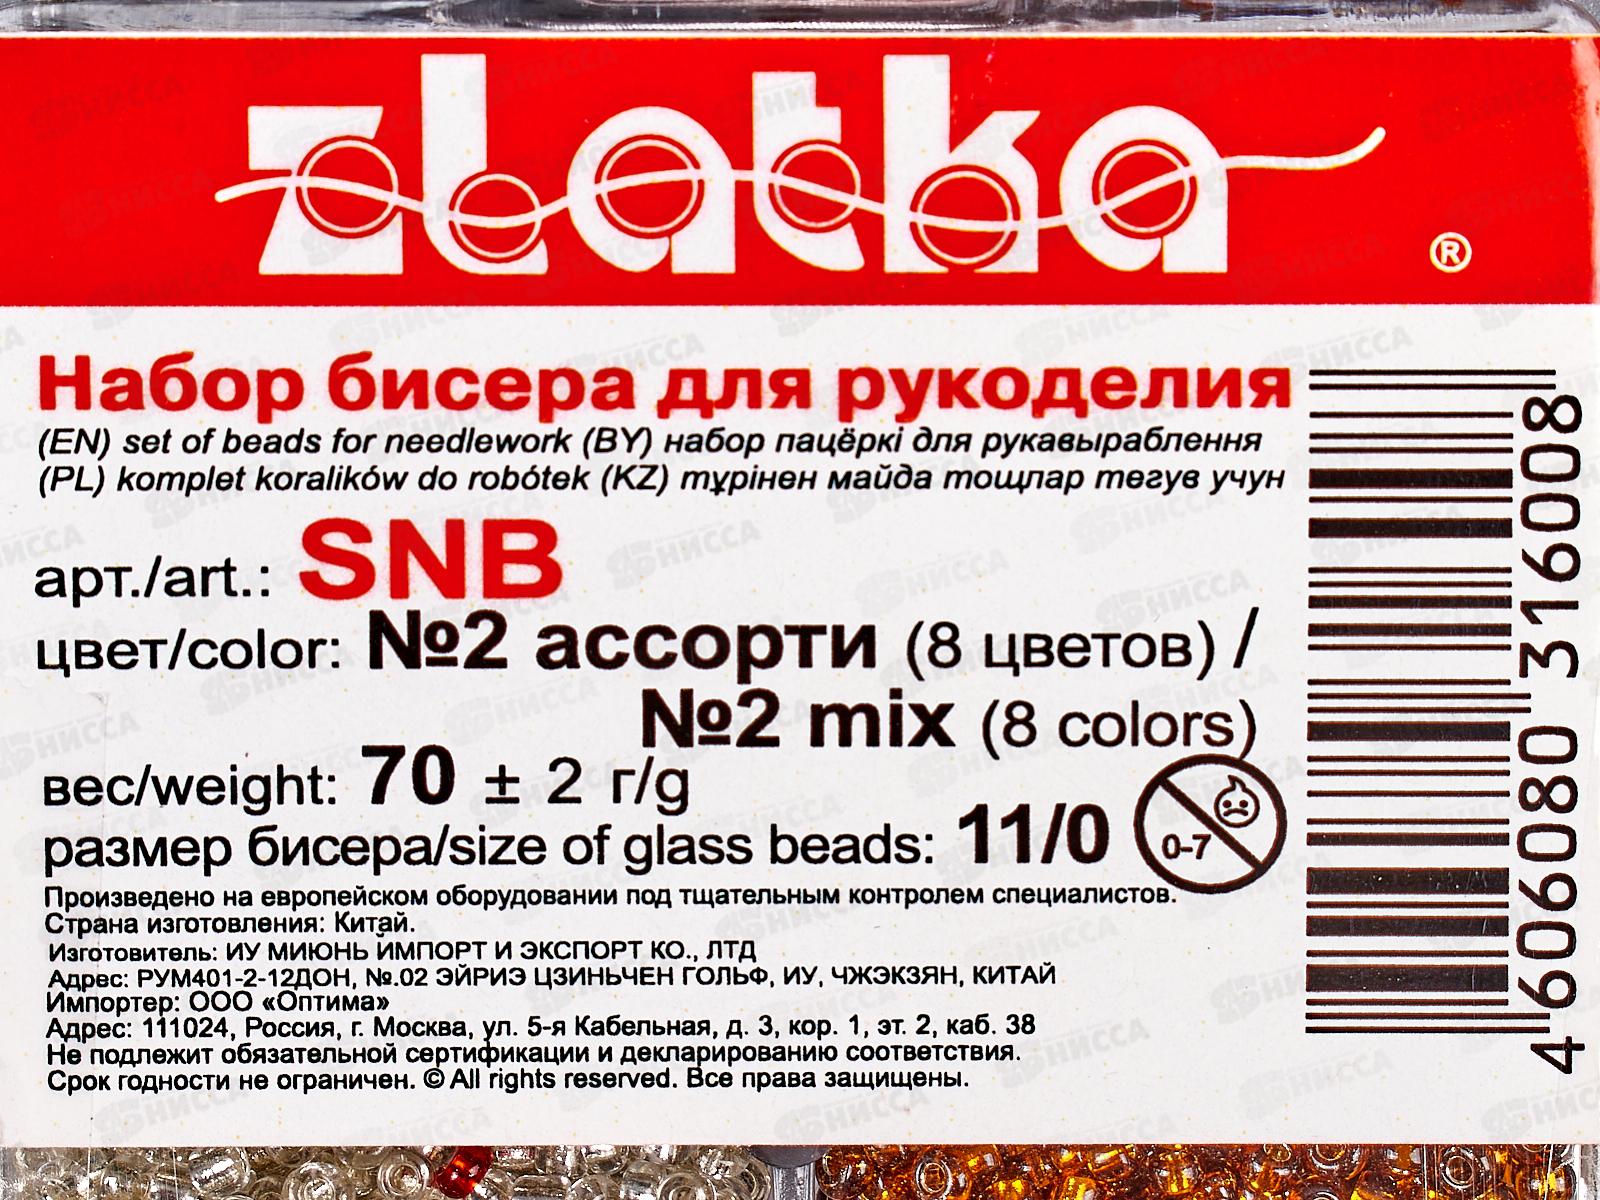 zlatka
®
Набор бисера для рукоделия
(EN) set of beads for needlework (BY) набор пацёркі для рукавыраблення
(PL) komplet koralików do robótek (KZ) түрінен майда тощлар тегув учун
арт./art.: SNB
цвет/color: №2 ассорти (8 цветов) /
№2 mix (8 colors)
вес/weight: 70 ± 2 г/g
размер бисера/size of glass beads: 11/0
0-7
Произведено на европейском оборудовании под тщательным контролем специалистов.
Страна изготовления: Китай.
Изготовитель: ИУ МИЮНЬ ИМПОРТ И ЭКСПОРТ КО., ЛТД
Адрес: РУМ401-2-12ДОН, №.02 ЭЙРИЭ ЦЗИНЬЧЕН ГОЛЬФ, ИУ, ЧЖЭКЗЯН, КИТАЙ
Импортер: ООО «Оптима»
Адрес: 111024, Россия, г. Москва, ул. 5-я Кабельная, д. 3, кор. 1, эт. 2, каб. 38
Не подлежит обязательной сертификации и декларированию соответствия.
Срок годности не ограничен. © All rights reserved. Все права защищены.
4 606080 316008
НИССА